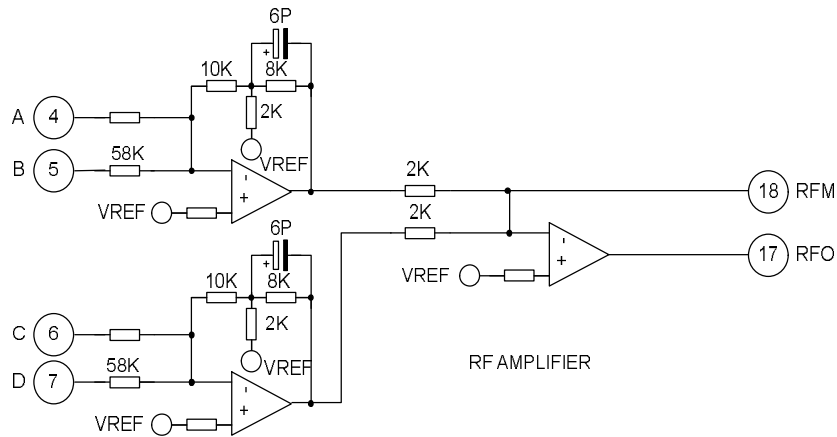 6P
+
10K
8K
A
4
2K
58K
B
5
VREF
-
+
VREF
2K
18
RFM
2K
6P
+
-
+
17
RFO
VREF
10K
8K
2K
C
6
RF AMPLIFIER
58K
VREF
D
7
-
+
VREF